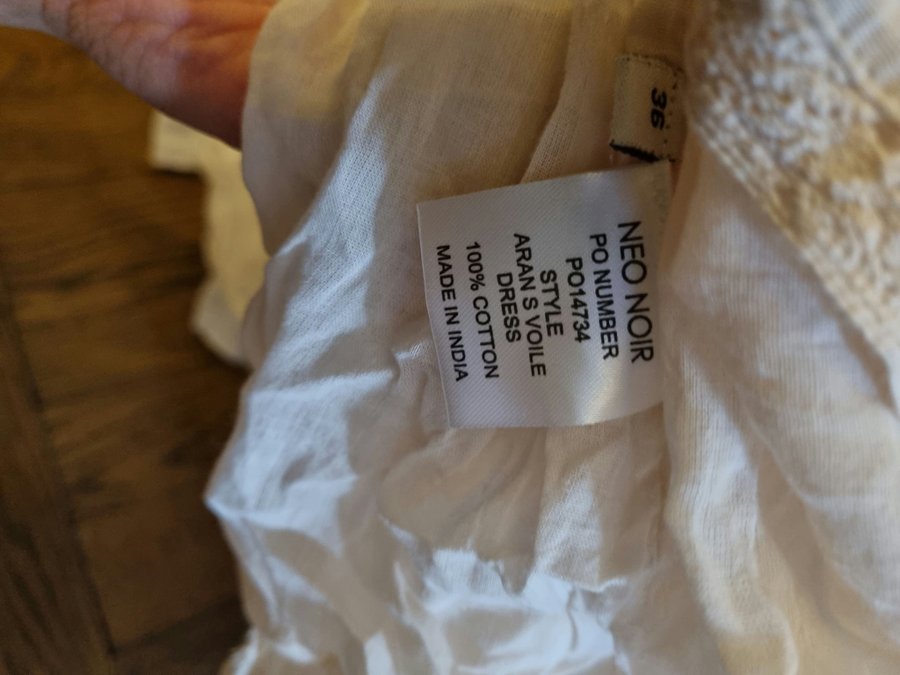 36
NEO NOIR
PO NUMBER
PO14734
STYLE
ARAN S VOILE
DRESS
100% COTTON
MADE IN INDIA